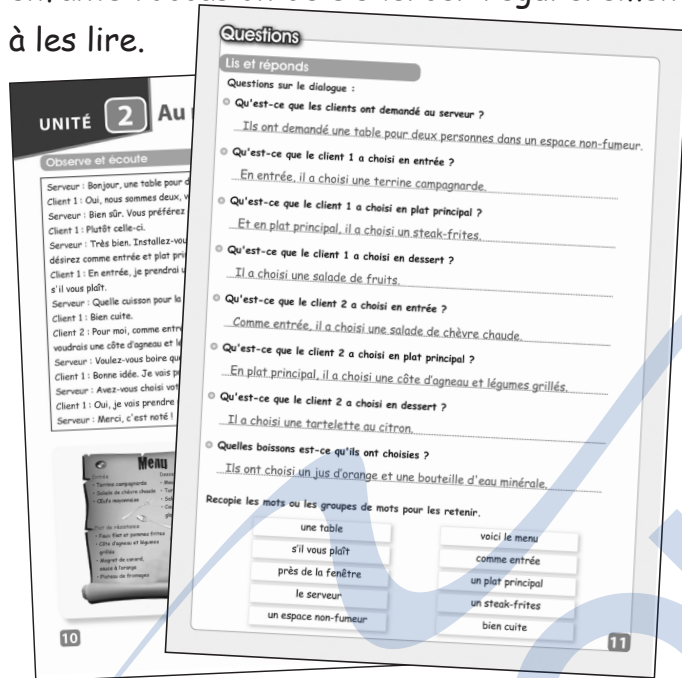 à les lire.
UNITÉ 2 Au
Observe et écoute
Serveur : Bonjour, une table pour
Client 1 : Oui, nous sommes deux,
Serveur : Bien sûr. Vous préférez
Client 1 : Plutôt celle-ci.
Serveur : Très bien. Installez-vou
désirez comme entrée et plat prin
Client 1 : En entrée, je prendrai
s'il vous plaît.
Serveur : Quelle cuisson pour la
Client 1 : Bien cuite.
Client 2 : Pour moi, comme entr
voudrais une côte d'agneau et
Serveur : Voulez-vous boire
Client 1 : Bonne idée. Je vais
Serveur : Avez-vous choisi
Client 1 : Oui, je vais prendre
Serveur : Merci, c'est noté !
Menu
• Terrine campagnarde
• Salade de chèvre chaude
• Œufs mayonnaise
• Faux filet et pommes frites
• Côte d'agneau et légumes
grillés
• Magret de canard,
sauce à l'orange
• Plateau de fromages
10
Questions
Lis et réponds
Questions sur le dialogue :
Qu'est-ce que les clients ont demandé au serveur ?
Ils ont demandé une table pour deux personnes dans un espace non-fumeur.
Qu'est-ce que le client 1 a choisi en entrée ?
En entrée, il a choisi une terrine campagnarde.
Qu'est-ce que le client 1 a choisi en plat principal ?
Et en plat principal, il a choisi un steak-frites.
Qu'est-ce que le client 1 a choisi en dessert ?
Il a choisi une salade de fruits.
Qu'est-ce que le client 2 a choisi en entrée ?
Comme entrée, il a choisi une salade de chèvre chaude.
Qu'est-ce que le client 2 a choisi en plat principal ?
En plat principal, il a choisi une côte d'agneau et légumes grillés.
Qu'est-ce que le client 2 a choisi en dessert ?
Il a choisi une tartelette au citron.
Quelles boissons est-ce qu'ils ont choisies ?
Ils ont choisi un jus d'orange et une bouteille d'eau minérale.
Recopie les mots ou les groupes de mots pour les retenir.
une table
s'il vous plaît
près de la fenêtre
le serveur
un espace non-fumeur
voici le menu
comme entrée
un plat principal
un steak-frites
bien cuite
11